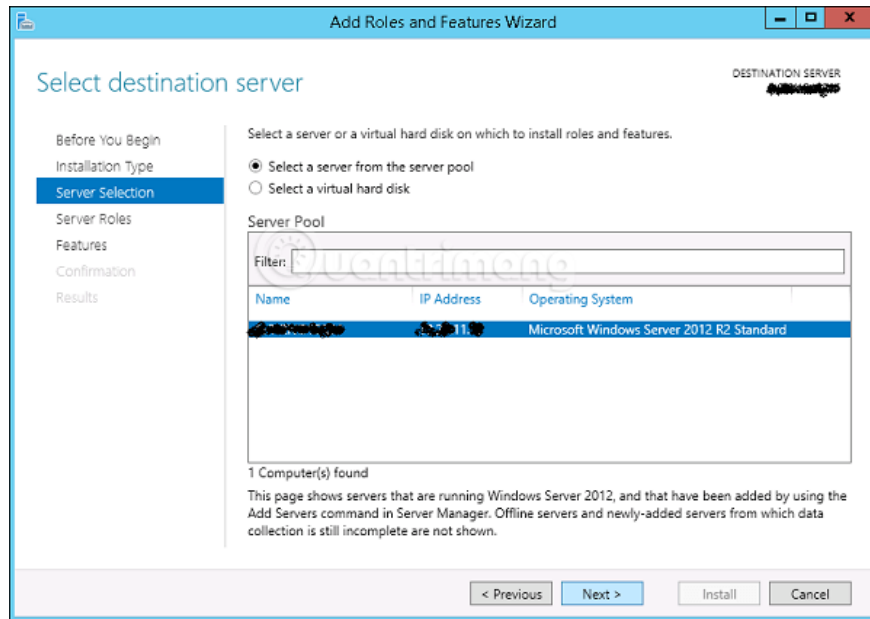 Add Roles and Features Wizard
Select destination server
DESTINATION SERVER
Before You Begin
Installation Type
Server Selection
Server Roles
Features
Confirmation
Results
Select a server or a virtual hard disk on which to install roles and features.
Select a server from the server pool
Select a virtual hard disk
Server Pool
Filter:
Quantrimang
Name IP Address Operating System
11. Microsoft Windows Server 2012 R2 Standard
1 Computer(s) found
This page shows servers that are running Windows Server 2012, and that have been added by using the
Add Servers command in Server Manager. Offline servers and newly-added servers from which data
collection is still incomplete are not shown.
< Previous Next > Install Cancel